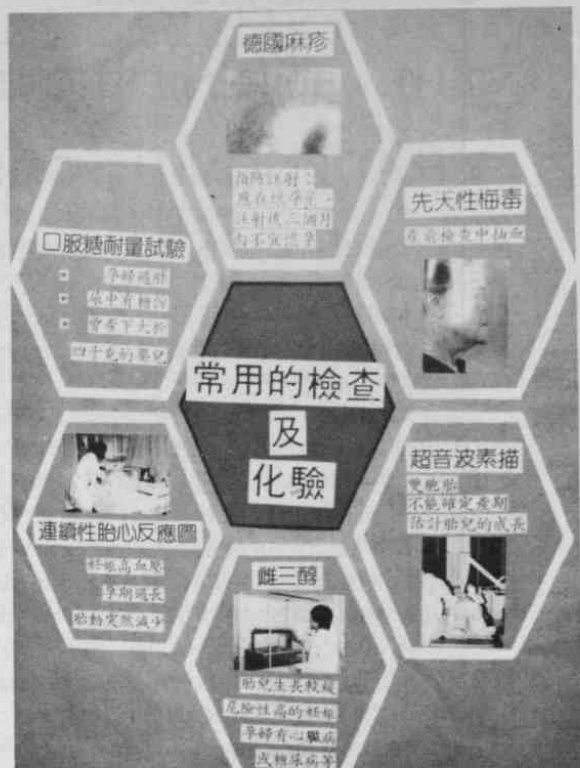 德國麻疹
預防注射：
應在懷孕前，
注射後三個月
內不宜懷孕
先天性梅毒
產前檢查中抽血
口服糖耐量試驗
• 孕婦過胖
• 尿中有糖份
• 曾產下大於
四千克的嬰兒
常用的檢查
及
化驗
超音波素描
雙胞胎
不能確定產期
估計胎兒的成長
連續性胎心反應圖
妊娠高血壓
孕期過長
胎動突然減少
雌三醇
胎兒生長較緩
危險性高的妊娠
孕婦有心臟病
或糖尿病等